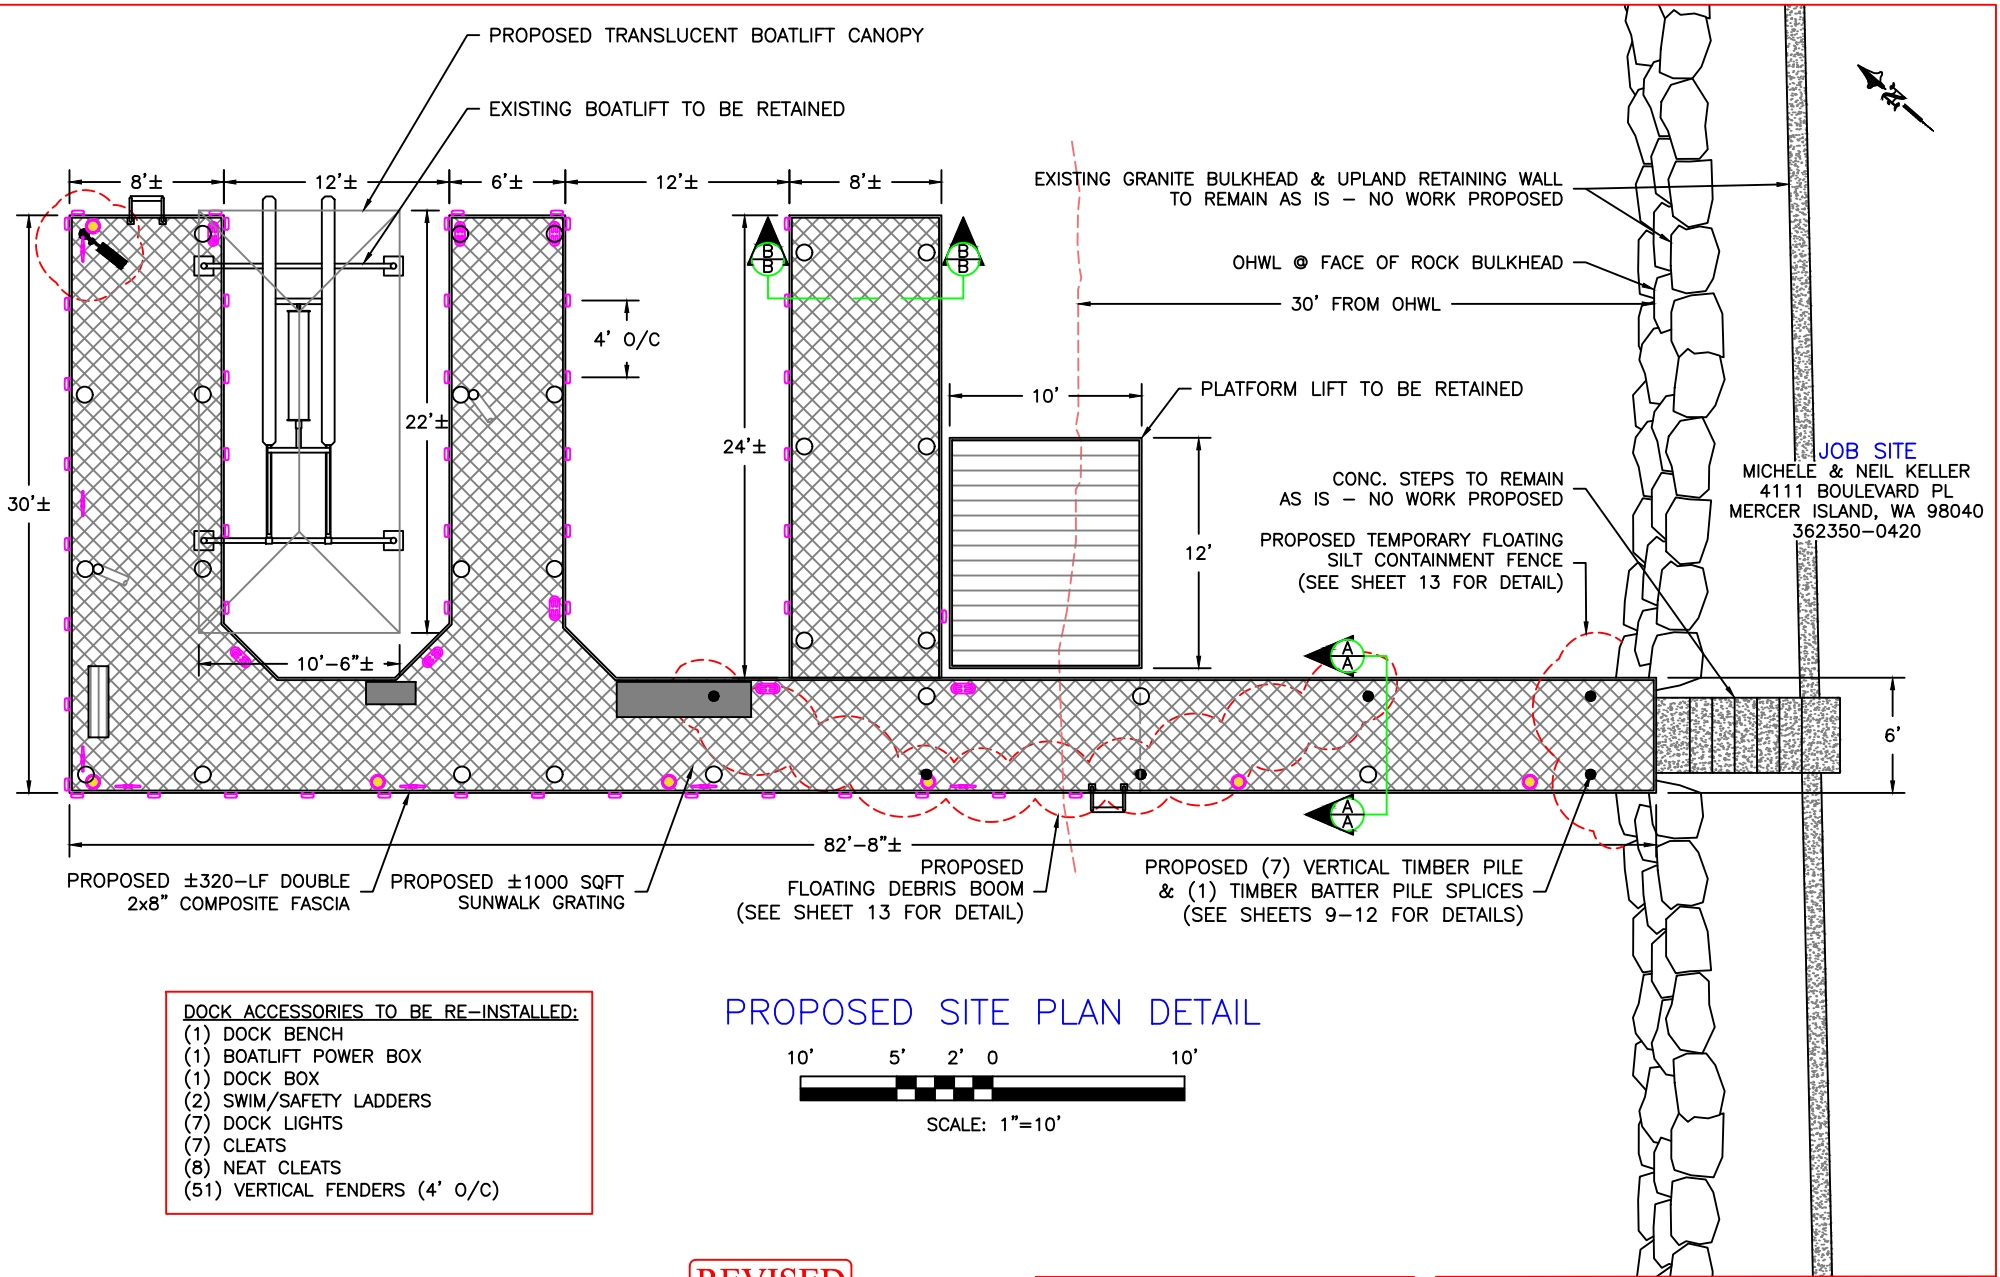 PROPOSED TRANSLUCENT BOATLIFT CANOPY
EXISTING BOATLIFT TO BE RETAINED
N
8'±
12'±
6'±
12'±
8'±
EXISTING GRANITE BULKHEAD & UPLAND RETAINING WALL
TO REMAIN AS IS – NO WORK PROPOSED
B
B
B
B
OHWL @ FACE OF ROCK BULKHEAD
30' FROM OHWL
4' O/C
PLATFORM LIFT TO BE RETAINED
10'
22'±
24'±
30'±
12'
CONC. STEPS TO REMAIN
AS IS – NO WORK PROPOSED
JOB SITE
MICHELE & NEIL KELLER
4111 BOULEVARD PL
MERCER ISLAND, WA 98040
362350-0420
PROPOSED TEMPORARY FLOATING
SILT CONTAINMENT FENCE
(SEE SHEET 13 FOR DETAIL)
10'-6"±
A
A
6'
A
A
82'-8"±
PROPOSED ±320-LF DOUBLE
2x8" COMPOSITE FASCIA
PROPOSED ±1000 SQFT
SUNWALK GRATING
PROPOSED
FLOATING DEBRIS BOOM
(SEE SHEET 13 FOR DETAIL)
PROPOSED (7) VERTICAL TIMBER PILE
& (1) TIMBER BATTER PILE SPLICES
(SEE SHEETS 9-12 FOR DETAILS)
DOCK ACCESSORIES TO BE RE-INSTALLED:
(1) DOCK BENCH
(1) BOATLIFT POWER BOX
(1) DOCK BOX
(2) SWIM/SAFETY LADDERS
(7) DOCK LIGHTS
(7) CLEATS
(8) NEAT CLEATS
(51) VERTICAL FENDERS (4' O/C)
PROPOSED SITE PLAN DETAIL
10' 5' 2' 0 10'
SCALE: 1"=10'
REVISED